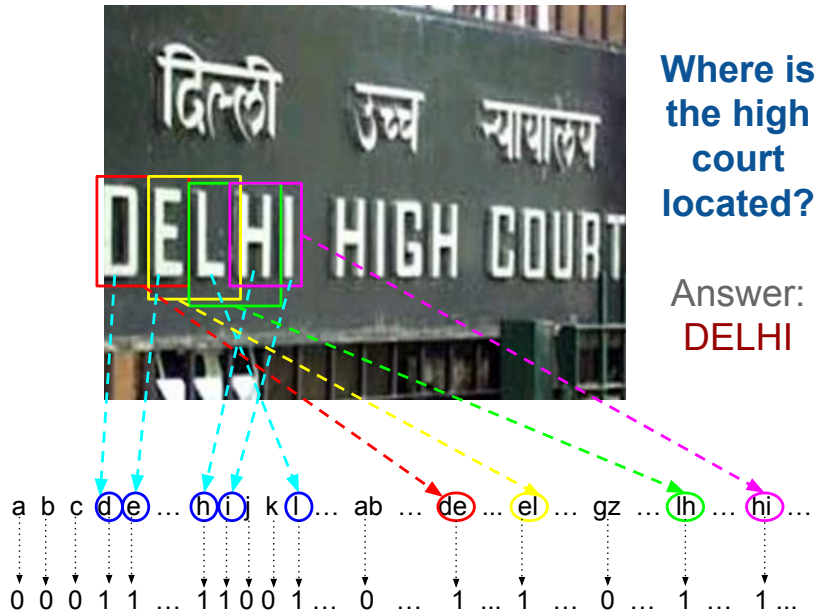 दिल्ली उच्च न्यायालय
DELHI HIGH COURT
Where is
the high
court
located?
Answer:
DELHI
a b c d e ... h i j k l ... ab ... de ... el ... gz ... lh ... hi ...
0 0 0 1 1 ... 1 1 0 0 1 ... 0 ... 1 ... 1 ... 0 ... 1 ... 1 ...